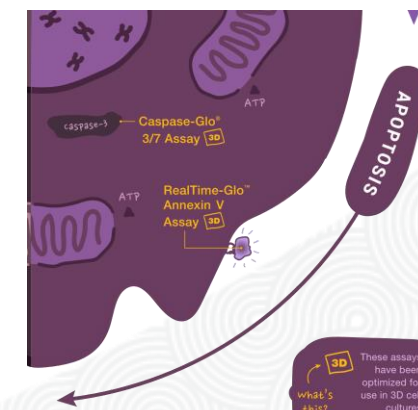 ATP
caspase-3
Caspase-Glo®
3/7 Assay 3D
APOPTOSIS
ATP
RealTime-Glo™
Annexin V
Assay 3D
3D
what's
this?
These assays
have been
optimized for
use in 3D cell
culture